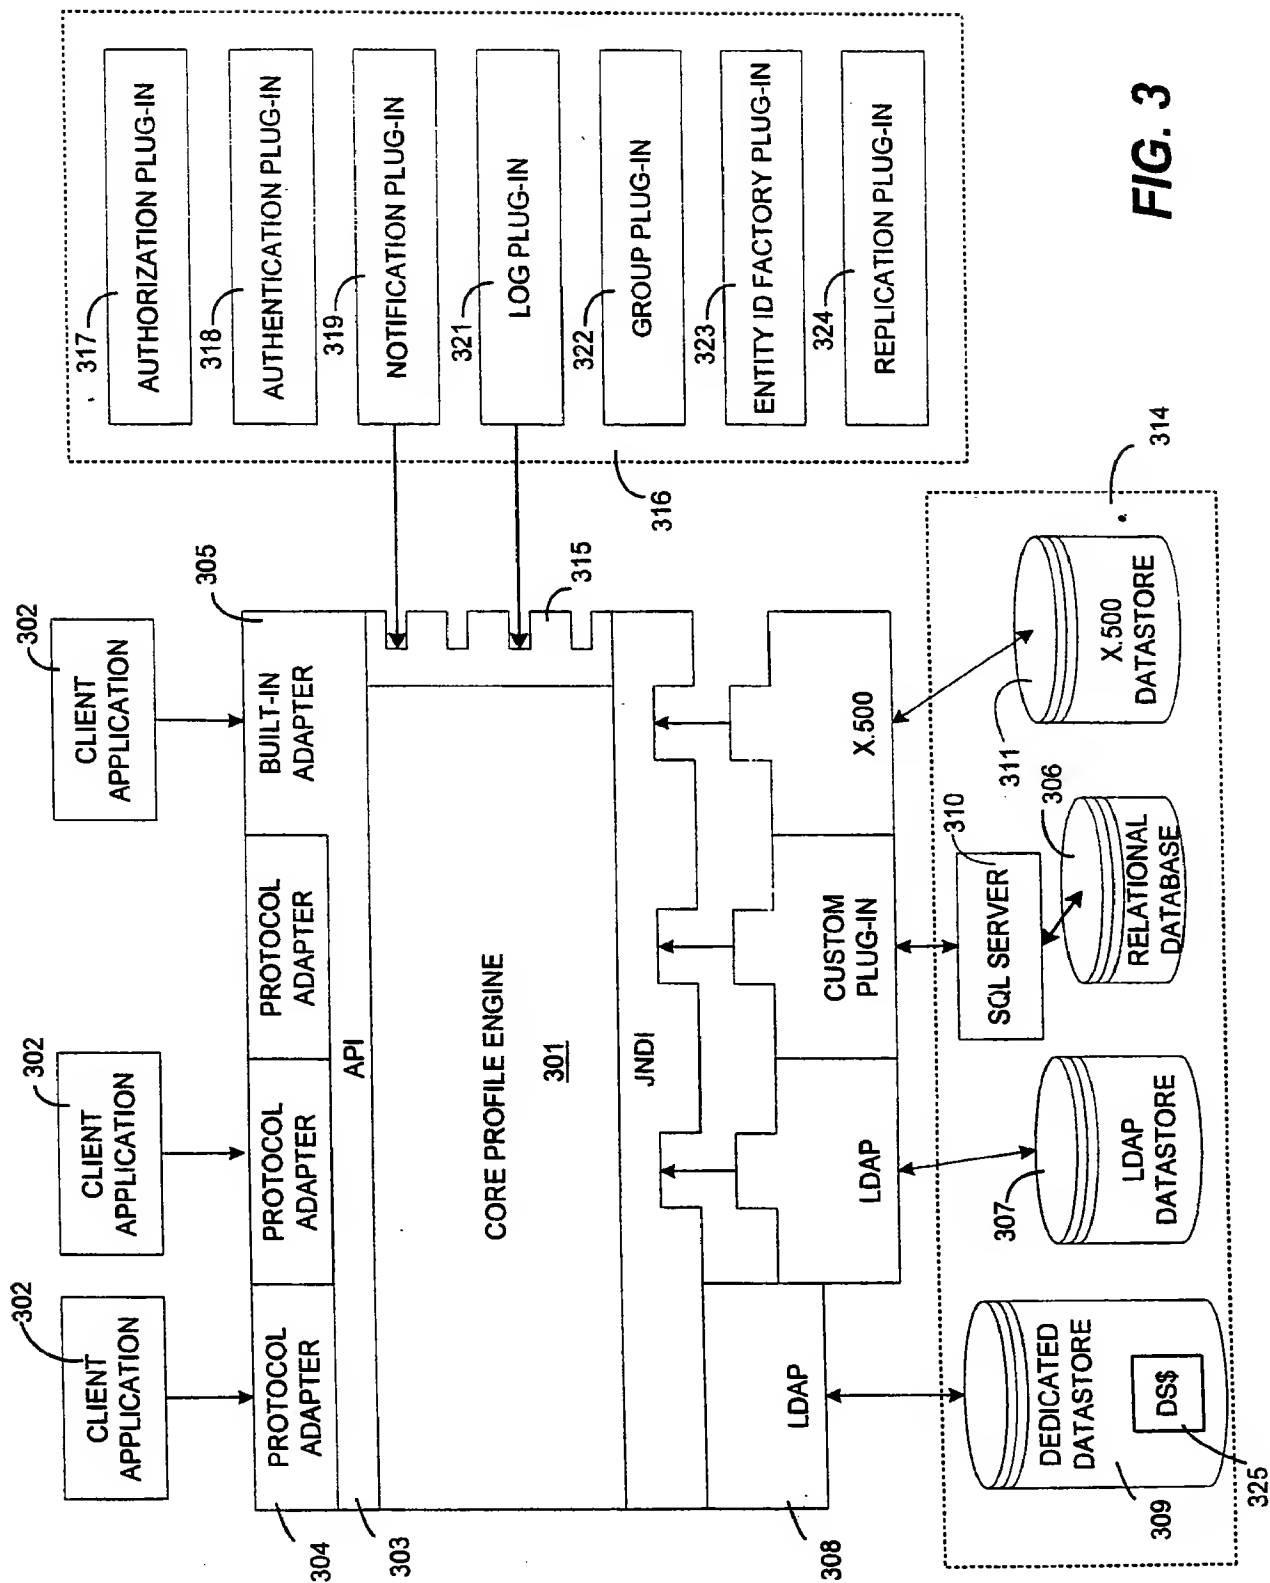 302
CLIENT
APPLICATION
302
CLIENT
APPLICATION
302
CLIENT
APPLICATION
304
PROTOCOL
ADAPTER
PROTOCOL
ADAPTER
PROTOCOL
ADAPTER
BUILT-IN
ADAPTER
305
303
API
CORE PROFILE ENGINE
301
315
JNDI
308
LDAP
LDAP
CUSTOM
PLUG-IN
X.500
309
DEDICATED
DATASTORE
DS$
325
307
LDAP
DATASTORE
310
SQL SERVER
306
RELATIONAL
DATABASE
311
X.500
DATASTORE
314
316
317
AUTHORIZATION PLUG-IN
318
AUTHENTICATION PLUG-IN
319
NOTIFICATION PLUG-IN
321
LOG PLUG-IN
322
GROUP PLUG-IN
323
ENTITY ID FACTORY PLUG-IN
324
REPLICATION PLUG-IN
FIG. 3